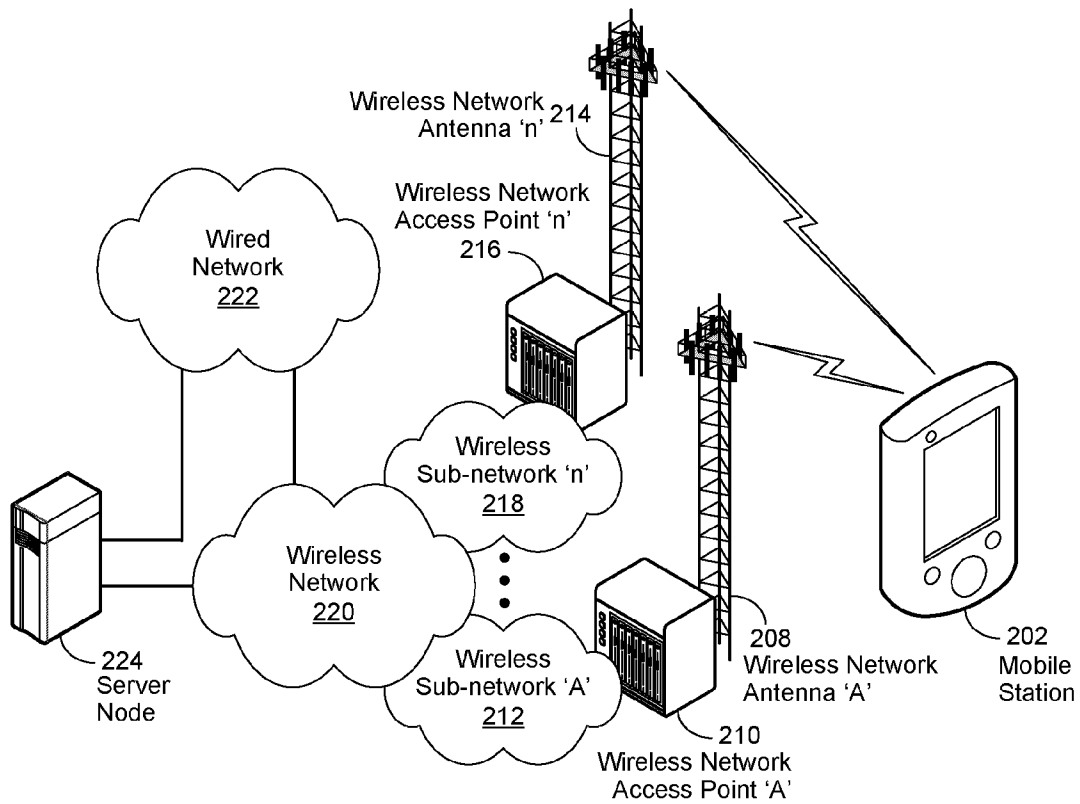 Wireless Network
Antenna 'n'
214
Wireless Network
Access Point 'n'
216
Wired
Network
222
Wireless
Sub-network 'n'
218
Wireless
Network
220
Wireless
Sub-network 'A'
212
224
Server
Node
208
Wireless Network
Antenna 'A'
202
Mobile
Station
210
Wireless Network
Access Point 'A'